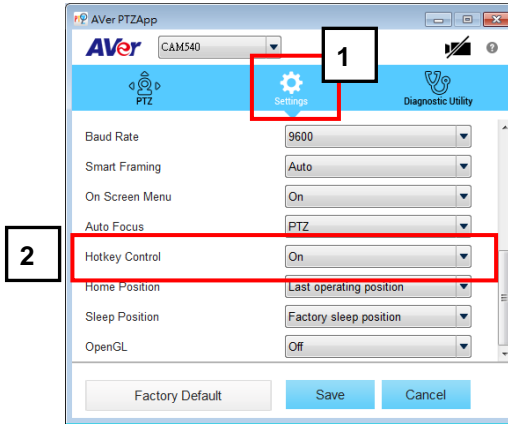 AVer PTZApp
AVer CAM540
1
PTZ Settings Diagnostic Utility
Baud Rate 9600
Smart Framing Auto
On Screen Menu On
Auto Focus PTZ
2
Hotkey Control On
Home Position Last operating position
Sleep Position Factory sleep position
OpenGL Off
Factory Default Save Cancel